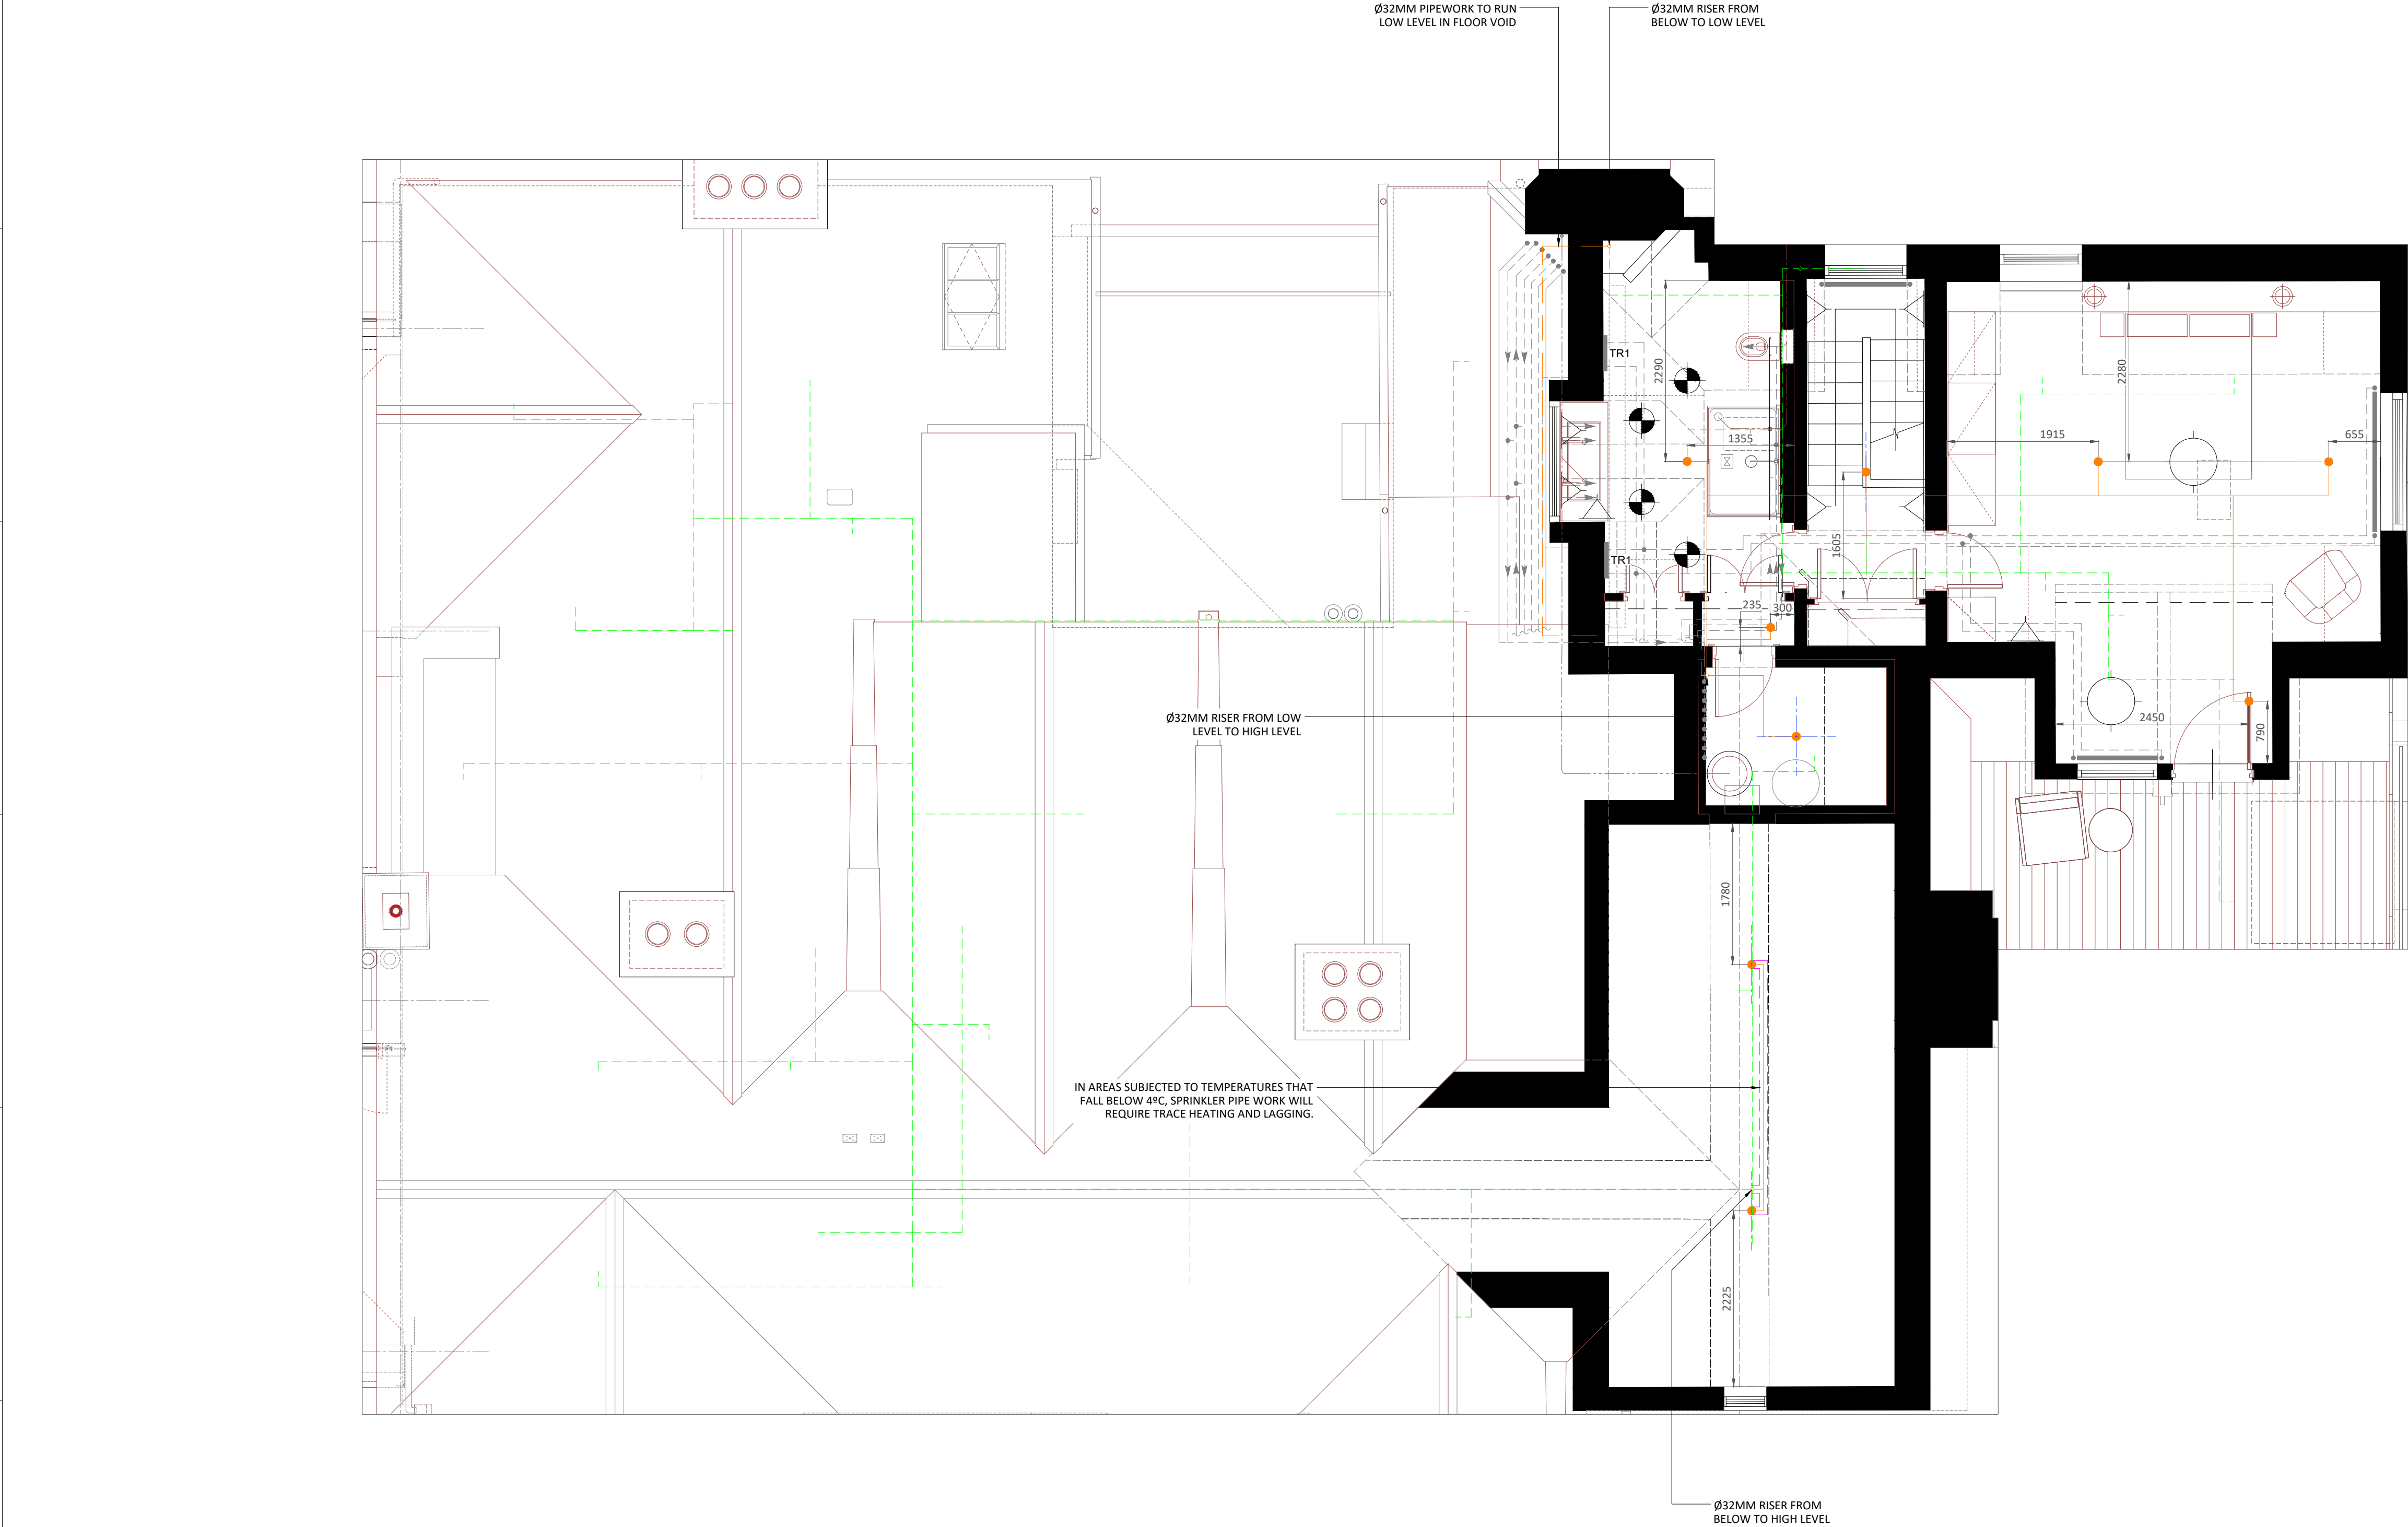 Ø32MM PIPEWORK TO RUN
LOW LEVEL IN FLOOR VOID
Ø32MM RISER FROM
BELOW TO LOW LEVEL
TR1
2290
2280
1355
1915
655
1605
TR1
235
300
Ø32MM RISER FROM LOW
LEVEL TO HIGH LEVEL
2450
790
1780
IN AREAS SUBJECTED TO TEMPERATURES THAT
FALL BELOW 4ºC, SPRINKLER PIPE WORK WILL
REQUIRE TRACE HEATING AND LAGGING.
2225
Ø32MM RISER FROM
BELOW TO HIGH LEVEL